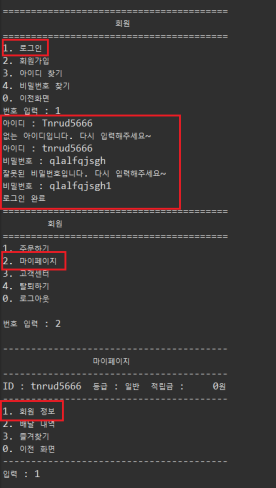 ========================================
회원
========================================
1. 로그인
2. 회원가입
3. 아이디 찾기
4. 비밀번호 찾기
0. 이전화면
번호 입력 : 1
아이디 : Tnrud5666
없는 아이디입니다. 다시 입력해주세요~
아이디 : tnrud5666
비밀번호 : qlalfqjsgh
잘못된 비밀번호입니다. 다시 입력해주세요~
비밀번호 : qlalfqjsgh1
로그인 완료
========================================
회원
========================================
1. 주문하기
2. 마이페이지
3. 고객센터
4. 탈퇴하기
0. 로그아웃
번호 입력 : 2
----------------------------------------
마이페이지
----------------------------------------
ID : tnrud5666 등급 : 일반 적립금 : 0원
----------------------------------------
1. 회원 정보
2. 배달 내역
3. 즐겨찾기
0. 이전 화면
----------------------------------------
입력 : 1